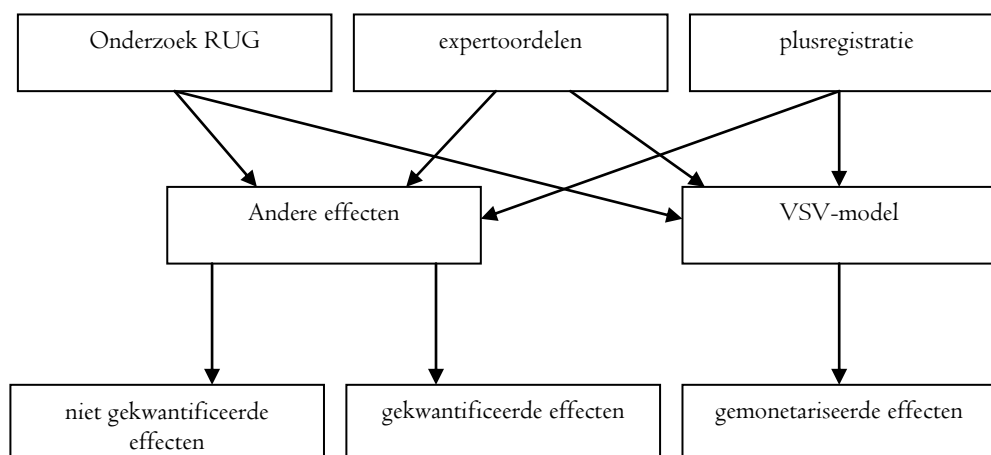 Onderzoek RUG
expertoordelen
plusregistratie
Andere effecten
VSV-model
niet gekwantificeerde
effecten
gekwantificeerde effecten
gemonetariseerde effecten